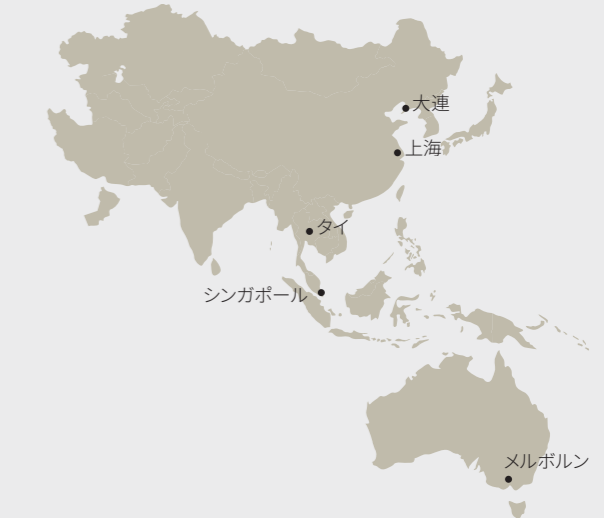 大連
上海
タイ
シンガポール
メルボルン